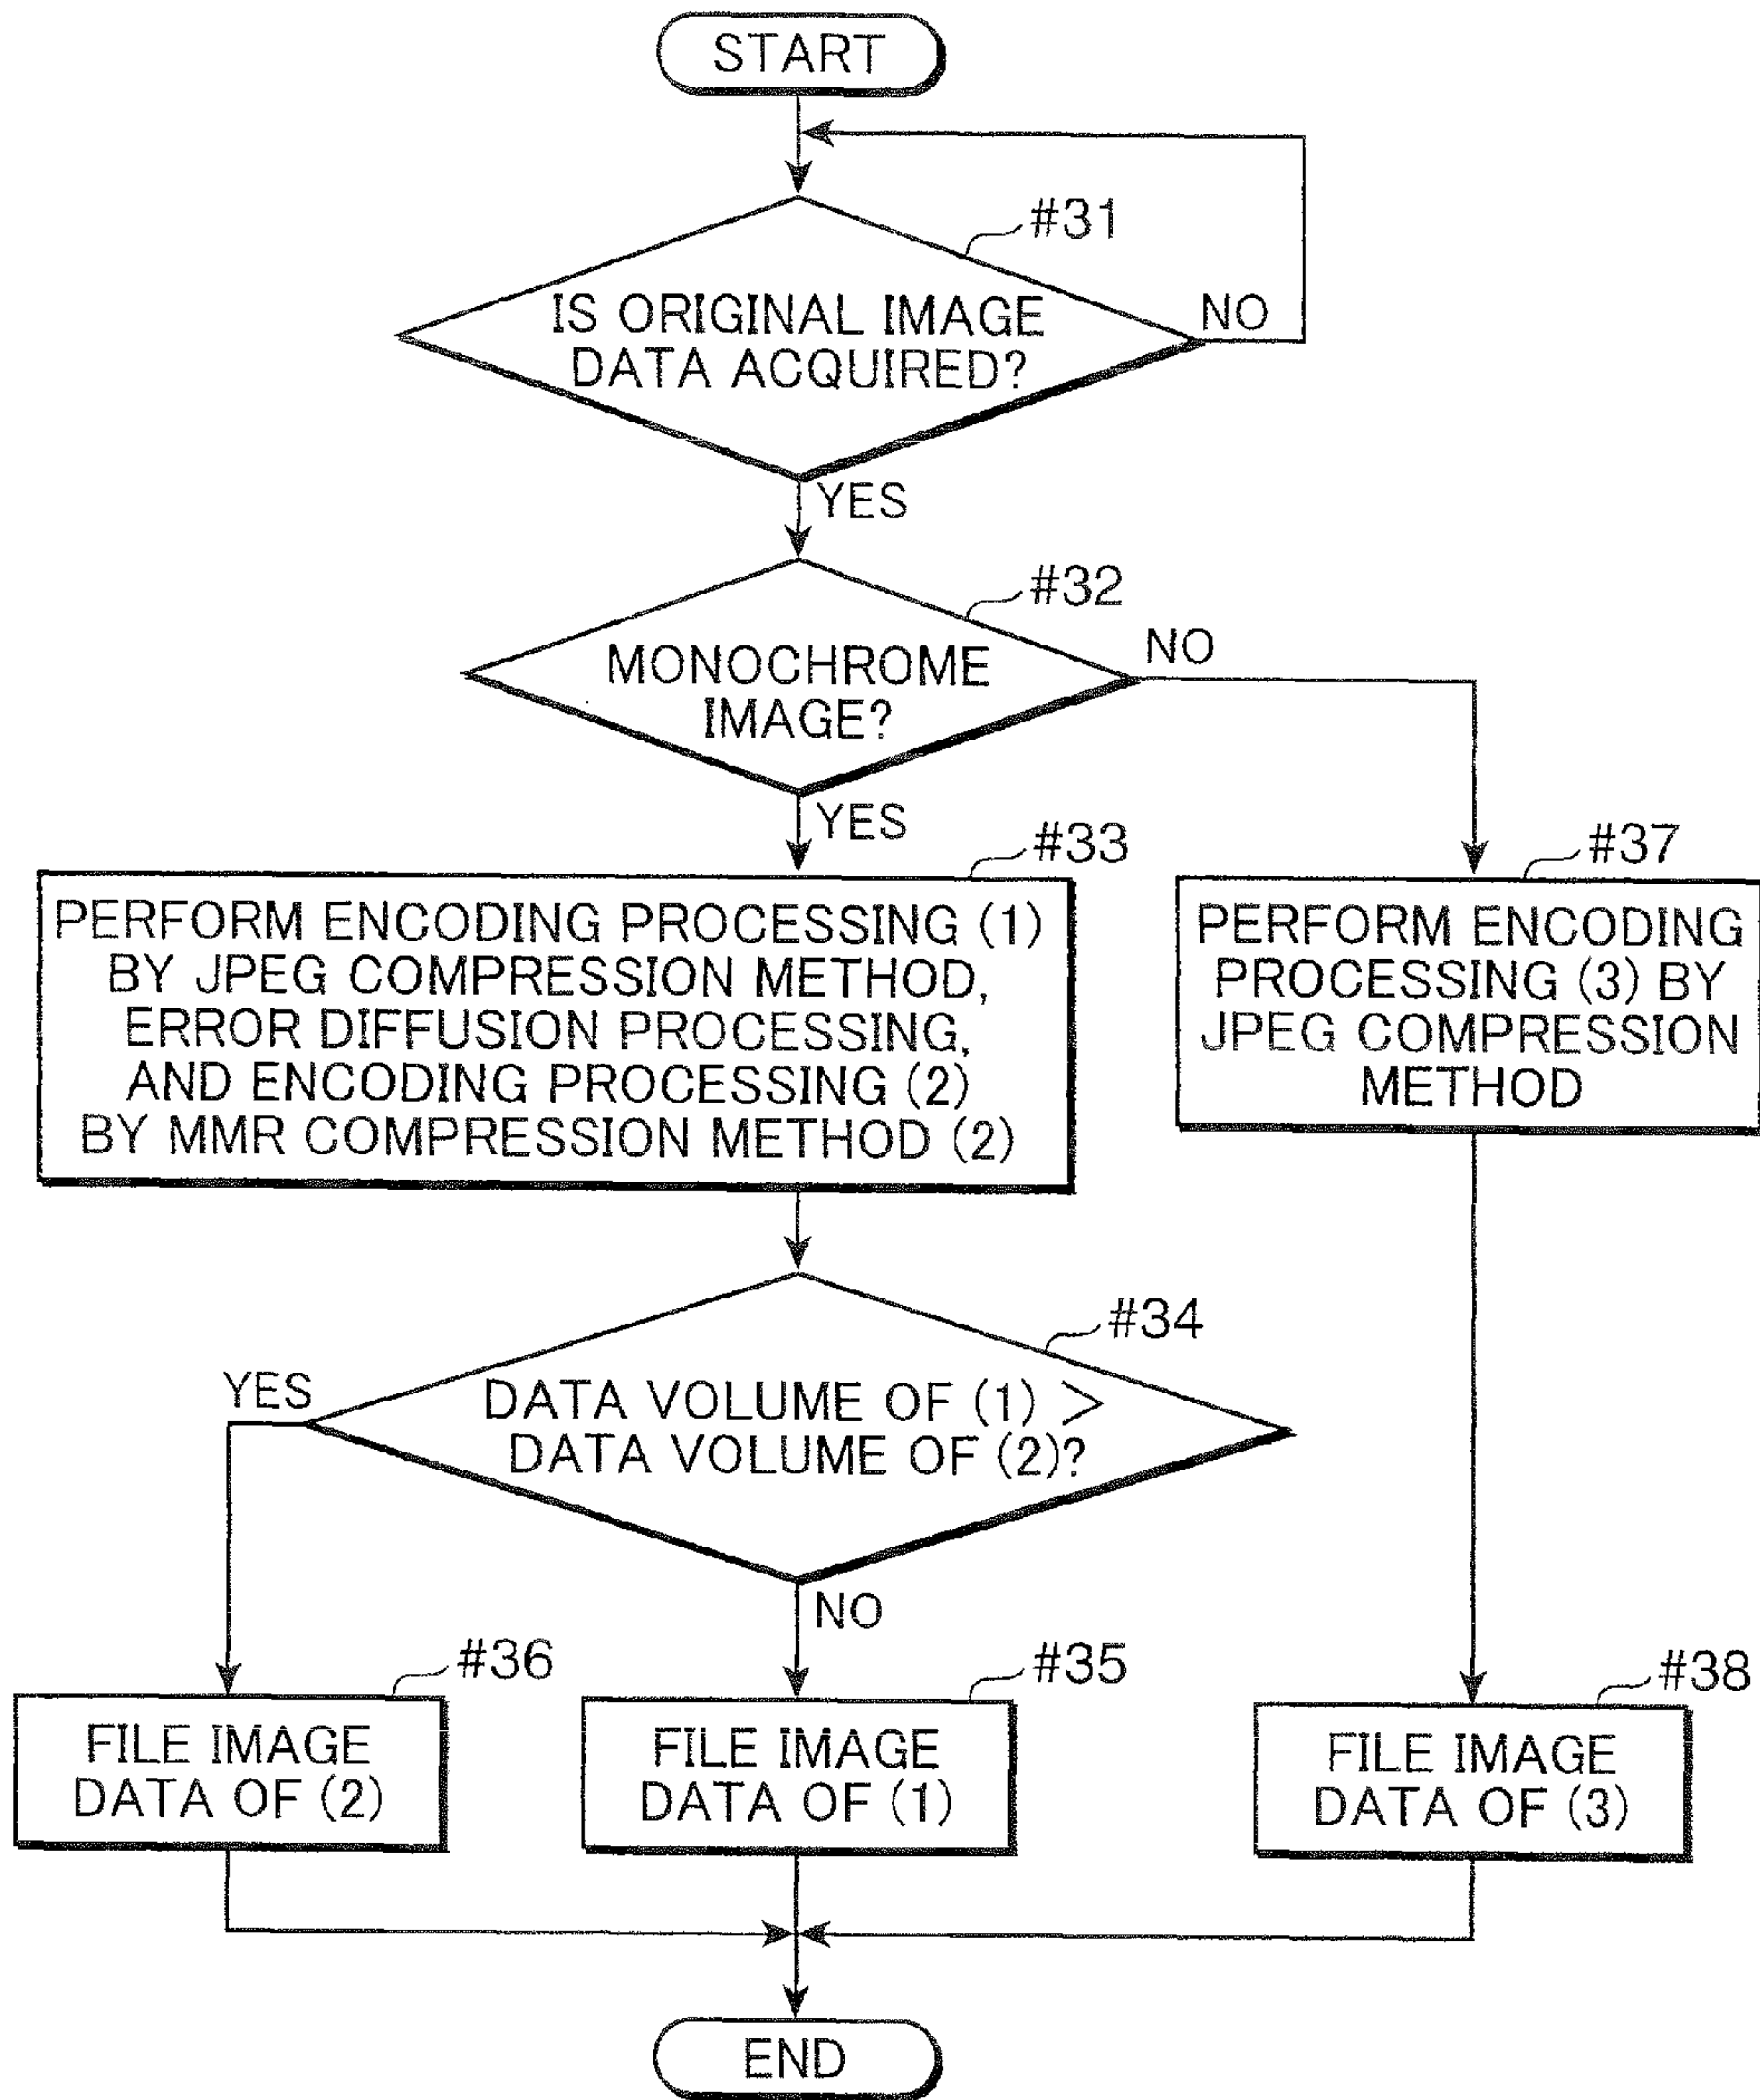 START
#31
IS ORIGINAL IMAGE
DATA ACQUIRED?
NO
YES
#32
MONOCHROME
IMAGE?
NO
YES
#33
PERFORM ENCODING PROCESSING (1)
BY JPEG COMPRESSION METHOD,
ERROR DIFFUSION PROCESSING,
AND ENCODING PROCESSING (2)
BY MMR COMPRESSION METHOD (2)
#37
PERFORM ENCODING
PROCESSING (3) BY
JPEG COMPRESSION
METHOD
#34
DATA VOLUME OF (1) >
DATA VOLUME OF (2)?
YES
NO
#36
FILE IMAGE
DATA OF (2)
#35
FILE IMAGE
DATA OF (1)
#38
FILE IMAGE
DATA OF (3)
END